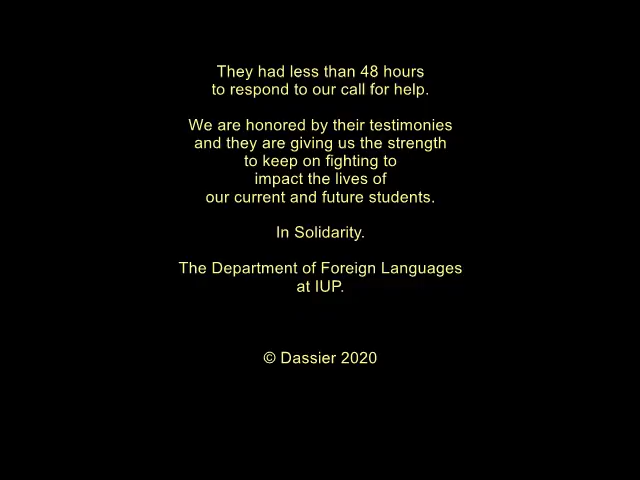 They had less than 48 hours
to respond to our call for help.
We are honored by their testimonies
and they are giving us the strength
to keep on fighting to
impact the lives of
our current and future students.
In Solidarity.
The Department of Foreign Languages
at IUP.
© Dassier 2020